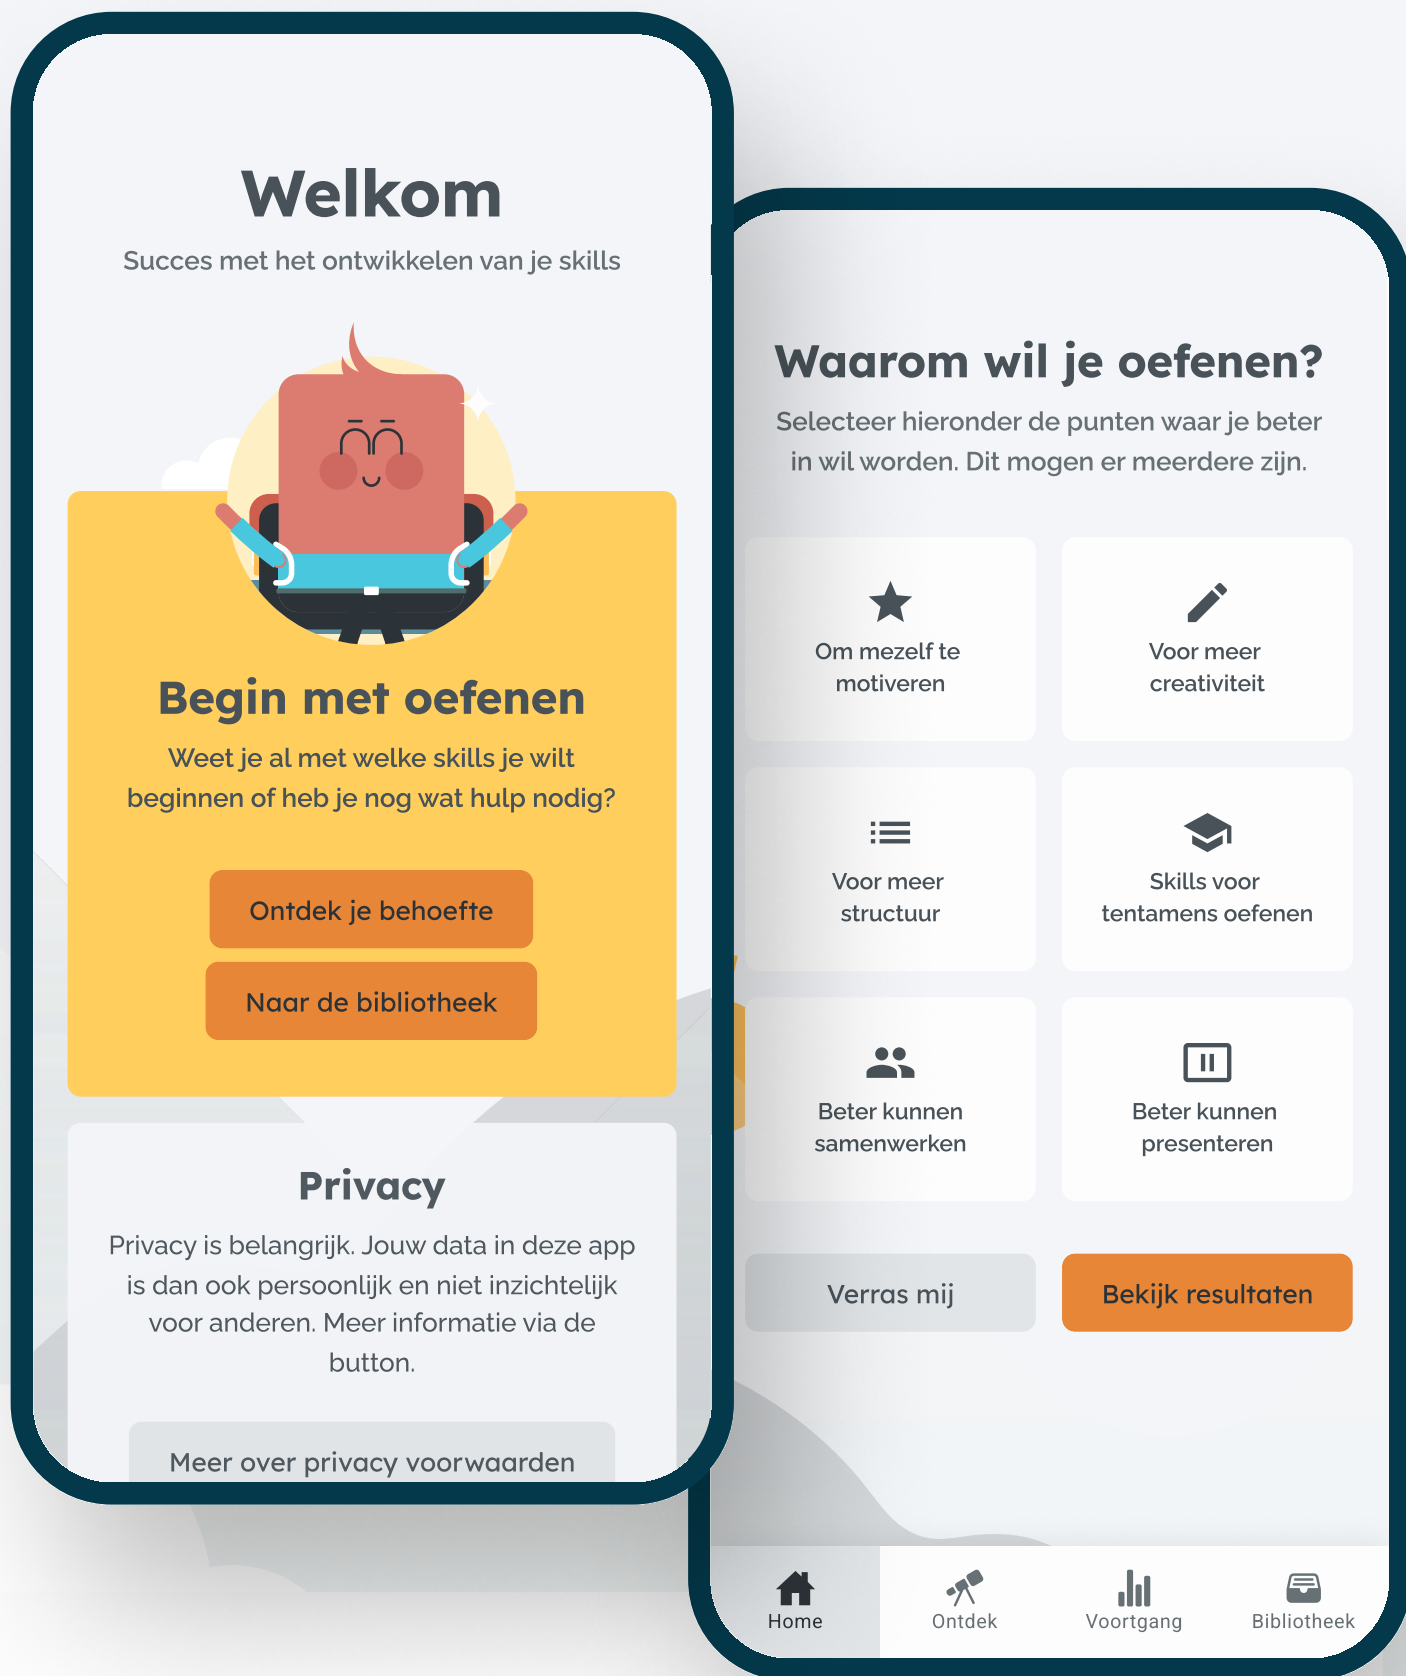 Welkom
Succes met het ontwikkelen van je skills
Begin met oefenen
Weet je al met welke skills je wilt
beginnen of heb je nog wat hulp nodig?
Ontdek je behoefte
Naar de bibliotheek
Privacy
Privacy is belangrijk. Jouw data in deze app
is dan ook persoonlijk en niet inzichtelijk
voor anderen. Meer informatie via de
button.
Meer over privacy voorwaarden
Waarom wil je oefenen?
Selecteer hieronder de punten waar je beter
in wil worden. Dit mogen er meerdere zijn.
Om mezelf te
motiveren
Voor meer
creativiteit
Voor meer
structuur
Skills voor
tentamens oefenen
Beter kunnen
samenwerken
Beter kunnen
presenteren
Verras mij
Bekijk resultaten
Home
Ontdek
Voortgang
Bibliotheek